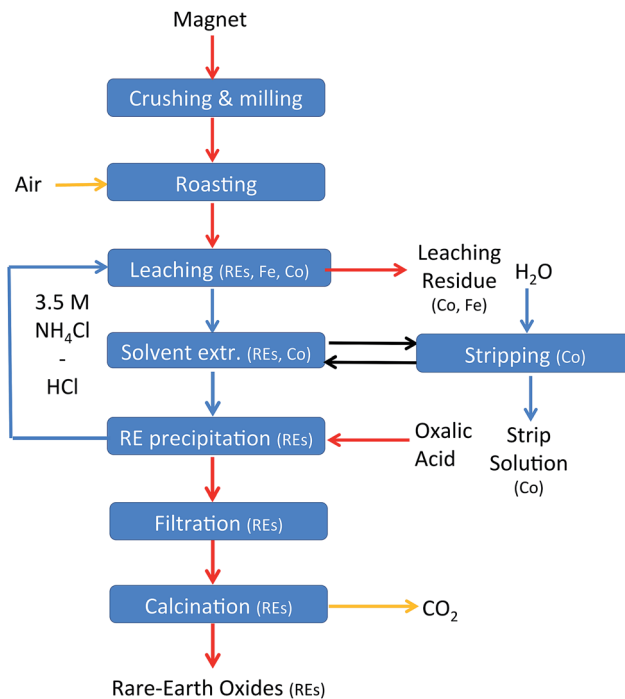 Magnet
Crushing & milling
Air
Roasting
Leaching (REs, Fe, Co)
Leaching
Residue
(Co, Fe)
H₂O
3.5 M
NH₄Cl
-
HCl
Solvent extr. (REs, Co)
Stripping (Co)
RE precipitation (REs)
Oxalic
Acid
Strip
Solution
(Co)
Filtration (REs)
Calcination (REs)
CO₂
Rare-Earth Oxides (REs)